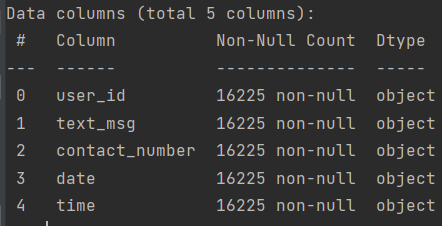 Data columns (total 5 columns):
 #   Column          Non-Null Count  Dtype
---  ------          --------------  -----
 0   user_id         16225 non-null  object
 1   text_msg        16225 non-null  object
 2   contact_number  16225 non-null  object
 3   date            16225 non-null  object
 4   time            16225 non-null  object